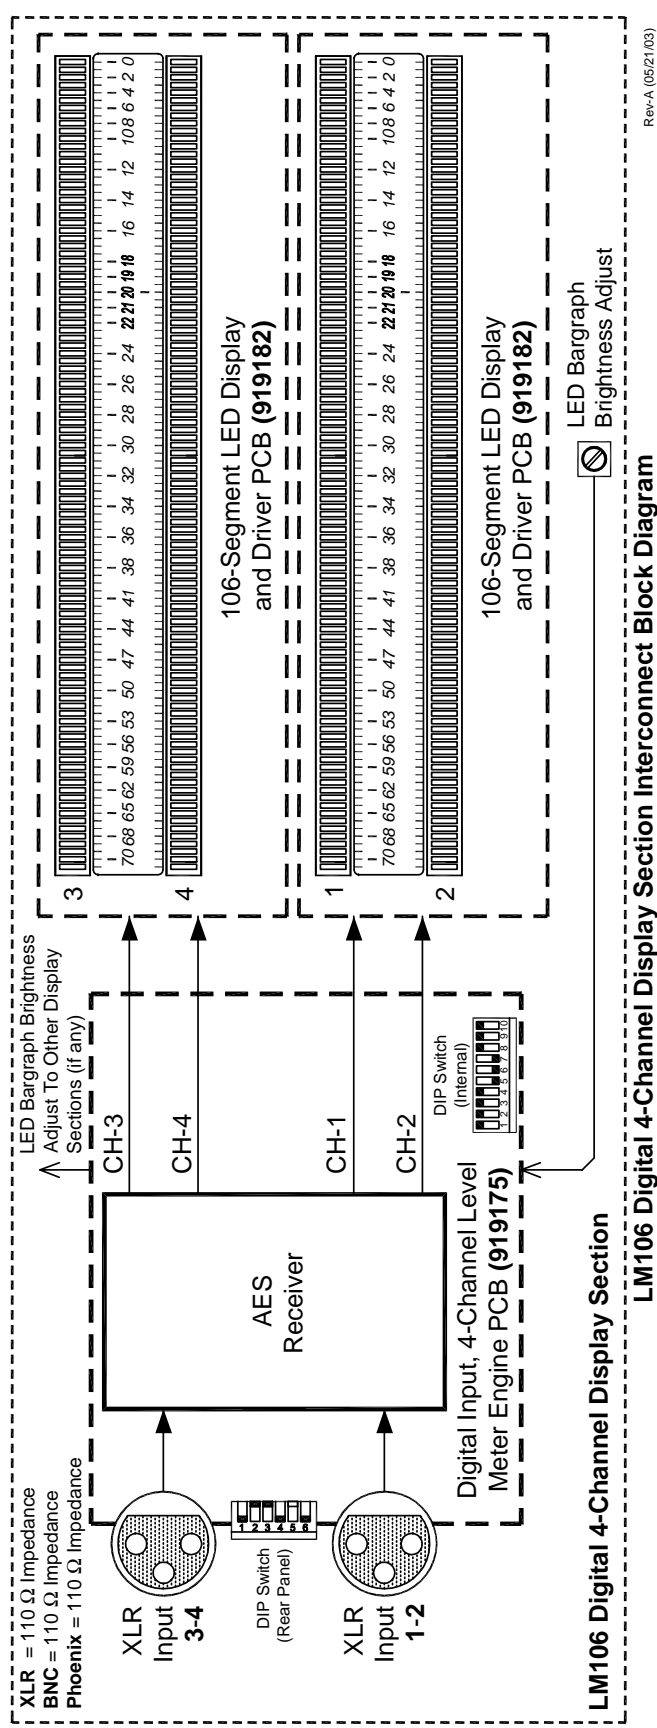 XLR = 110 Ω Impedance
BNC = 110 Ω Impedance
Phoenix = 110 Ω Impedance
XLR
Input
3-4
DIP Switch
(Rear Panel)
1 2 3 4 5 6
XLR
Input
1-2
AES
Receiver
Digital Input, 4-Channel Level
Meter Engine PCB (919175)
LED Bargraph Brightness
Adjust To Other Display
Sections (if any)
CH-3
CH-4
CH-1
CH-2
DIP Switch
(Internal)
1 2 3 4 5 6 7 8 9 10
3
70 68 65 62 59 56 53 50 47 44 41 38 36 34 32 30 28 26 24 22 21 20 19 18 16 14 12 10 8 6 4 2 0
4
106-Segment LED Display
and Driver PCB (919182)
1
70 68 65 62 59 56 53 50 47 44 41 38 36 34 32 30 28 26 24 22 21 20 19 18 16 14 12 10 8 6 4 2 0
2
106-Segment LED Display
and Driver PCB (919182)
LED Bargraph
Brightness Adjust
LM106 Digital 4-Channel Display Section
LM106 Digital 4-Channel Display Section Interconnect Block Diagram
Rev-A (05/21/03)